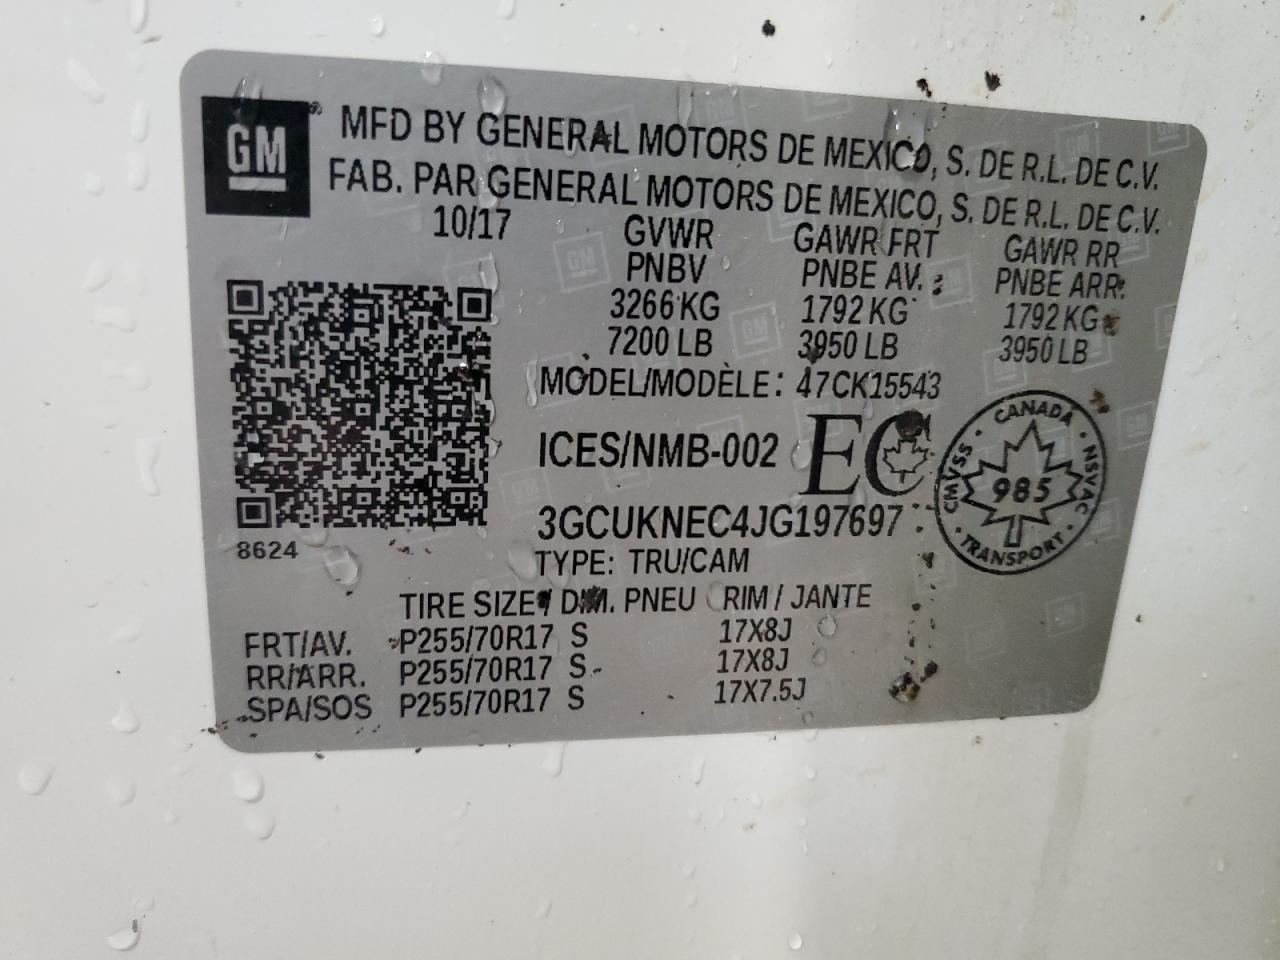 GM
MFD BY GENERAL MOTORS DE MEXICO, S. DE R.L. DE C.V.
FAB. PAR GENERAL MOTORS DE MEXICO, S. DE R.L. DE C.V.
10/17 GVWR GAWR FRT GAWR RR
PNBV PNBE AV. PNBE ARR.
3266 KG 1792 KG 1792 KG
7200 LB 3950 LB 3950 LB
MODEL/MODÈLE: 47CK15543
ICES/NMB-002 EC
CANADA
CMVSS · NSVAC
985
TRANSPORT
3GCUKNEC4JG197697
8624
TYPE: TRU/CAM
TIRE SIZE / DIM. PNEU RIM / JANTE
FRT/AV. P255/70R17 S 17X8J
RR/ARR. P255/70R17 S 17X8J
SPA/SOS P255/70R17 S 17X7.5J